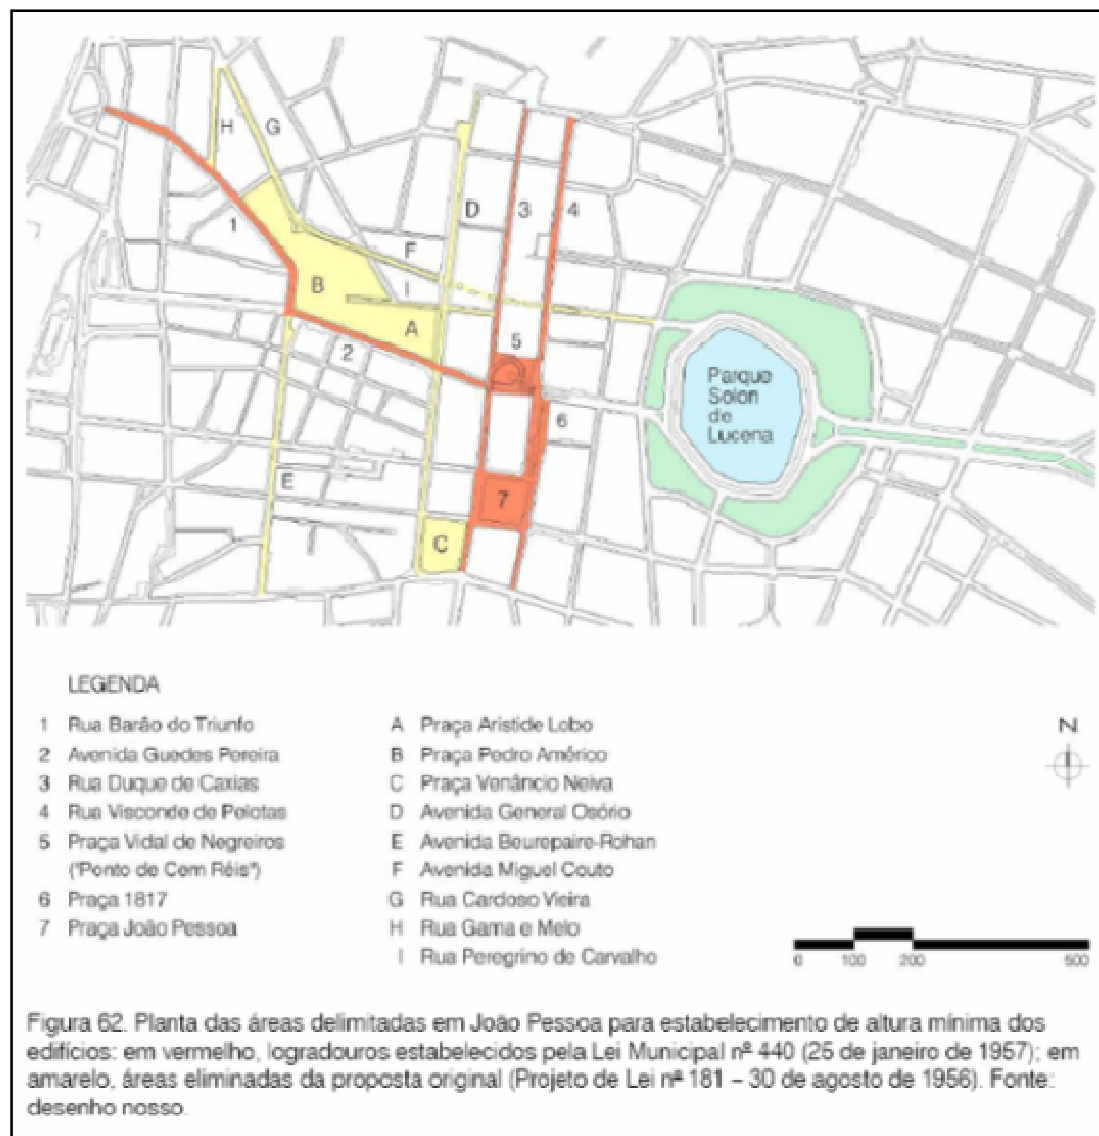 H
G
1
B
A
2
F
I
D
3
4
5
6
7
E
C
Parque
Solon
de
Lucena
LEGENDA
1 Rua Barão do Triunfo
2 Avenida Guedes Pereira
3 Rua Duque de Caxias
4 Rua Visconde de Pelotas
5 Praça Vidal de Negreiros
("Ponto de Cem Réis")
6 Praça 1817
7 Praça João Pessoa
A Praça Aristide Lobo
B Praça Pedro Américo
C Praça Venâncio Neiva
D Avenida General Osório
E Avenida Beurepaire-Rohan
F Avenida Miguel Couto
G Rua Cardoso Vieira
H Rua Gama e Melo
I Rua Peregrino de Carvalho
N
0 100 200 500
Figura 62. Planta das áreas delimitadas em João Pessoa para estabelecimento de altura mínima dos
edifícios: em vermelho, logradouros estabelecidos pela Lei Municipal nº 440 (25 de janeiro de 1957); em
amarelo, áreas eliminadas da proposta original (Projeto de Lei nº 181 – 30 de agosto de 1956). Fonte:
desenho nosso.